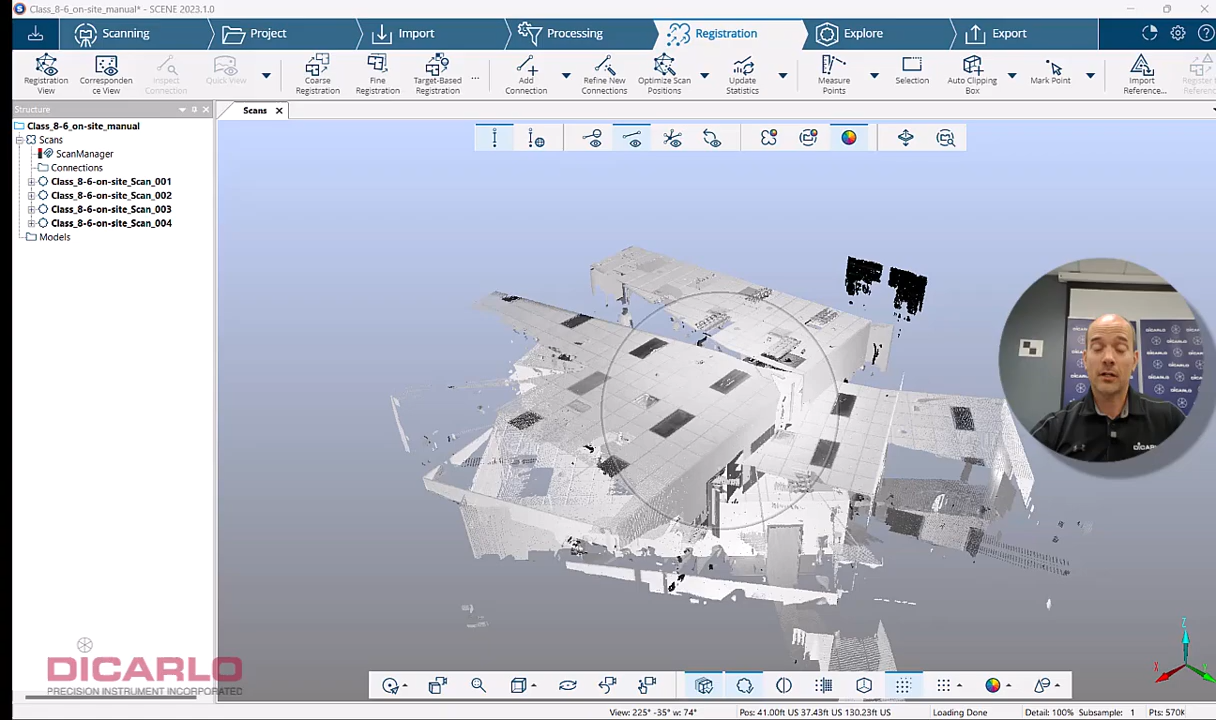 Class_8-6_on-site_manual* - SCENE 2023.1.0
Scanning
Project
Import
Processing
Registration
Explore
Export
Registration View
Corresponden ce View
Inspect Connection
Quick View
Coarse Registration
Fine Registration
Target-Based Registration
...
Add Connection
Refine New Connections
Optimize Scan Positions
Update Statistics
Measure Points
Selection
Auto Clipping Box
Mark Point
Import Reference...
Register Referen
Structure
Scans
Class_8-6_on-site_manual
Scans
ScanManager
Connections
Class_8-6-on-site_Scan_001
Class_8-6-on-site_Scan_002
Class_8-6-on-site_Scan_003
Class_8-6-on-site_Scan_004
Models
DICARLO
DICARLO
DICARLO
DICARLO
PRECISION INSTRUMENT INCORPORATED
Z
X
Y
View: 225° -35° w: 74°
Pos: 41.00ft US 37.43ft US 130.23ft US
Loading Done
Detail: 100%
Subsample: 1
Pts: 570K